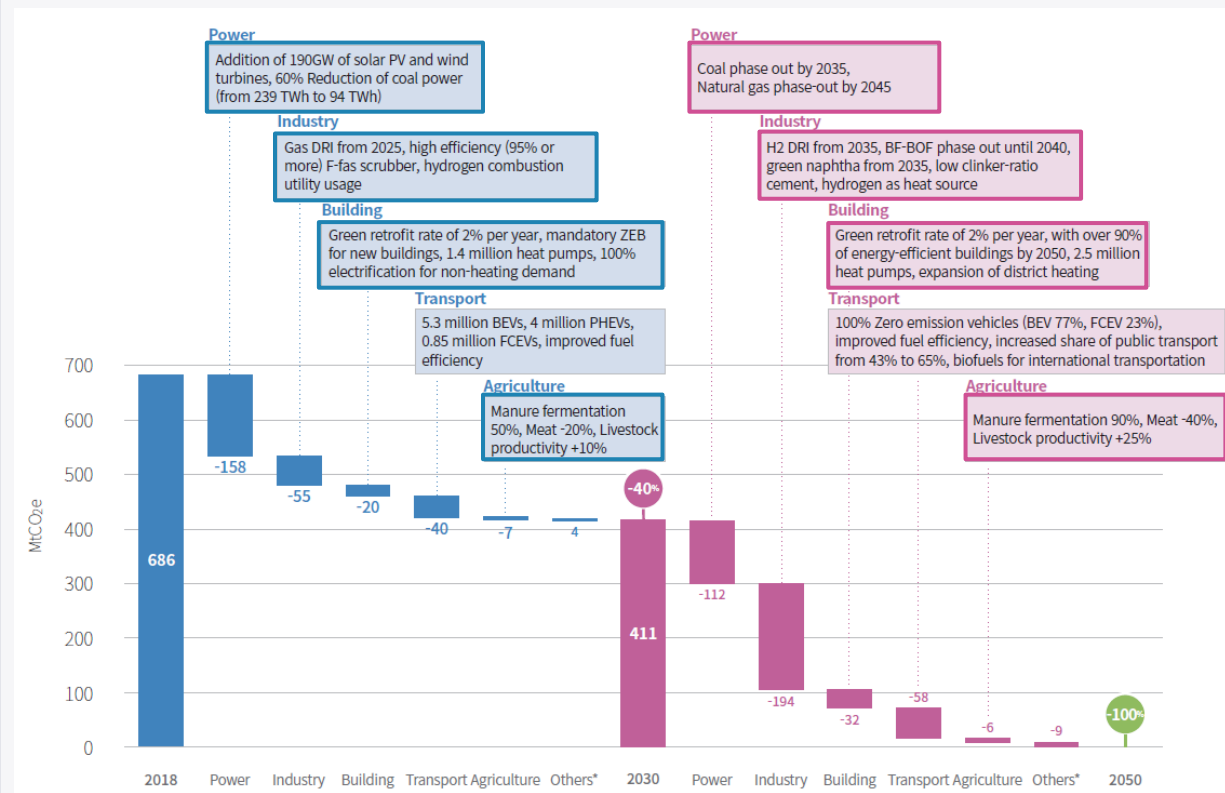 Power
Addition of 190GW of solar PV and wind
turbines, 60% Reduction of coal power
(from 239 TWh to 94 TWh)
Industry
Gas DRI from 2025, high efficiency (95% or
more) F-fas scrubber, hydrogen combustion
utility usage
Building
Green retrofit rate of 2% per year, mandatory ZEB
for new buildings, 1.4 million heat pumps, 100%
electrification for non-heating demand
Transport
5.3 million BEVs, 4 million PHEVs,
0.85 million FCEVs, improved fuel
efficiency
Agriculture
Manure fermentation
50%, Meat -20%, Livestock
productivity +10%
Power
Coal phase out by 2035,
Natural gas phase-out by 2045
Industry
H2 DRI from 2035, BF-BOF phase out until 2040,
green naphtha from 2035, low clinker-ratio
cement, hydrogen as heat source
Building
Green retrofit rate of 2% per year, with over 90%
of energy-efficient buildings by 2050, 2.5 million
heat pumps, expansion of district heating
Transport
100% Zero emission vehicles (BEV 77%, FCEV 23%),
improved fuel efficiency, increased share of public transport
from 43% to 65%, biofuels for international transportation
Agriculture
Manure fermentation 90%, Meat -40%,
Livestock productivity +25%
MtCO₂e
700
600
500
400
300
200
100
0
686
-158
-55
-20
-40
-7
4
-40%
411
-112
-194
-32
-58
-6
-9
-100%
2018 Power Industry Building Transport Agriculture Others* 2030 Power Industry Building Transport Agriculture Others* 2050